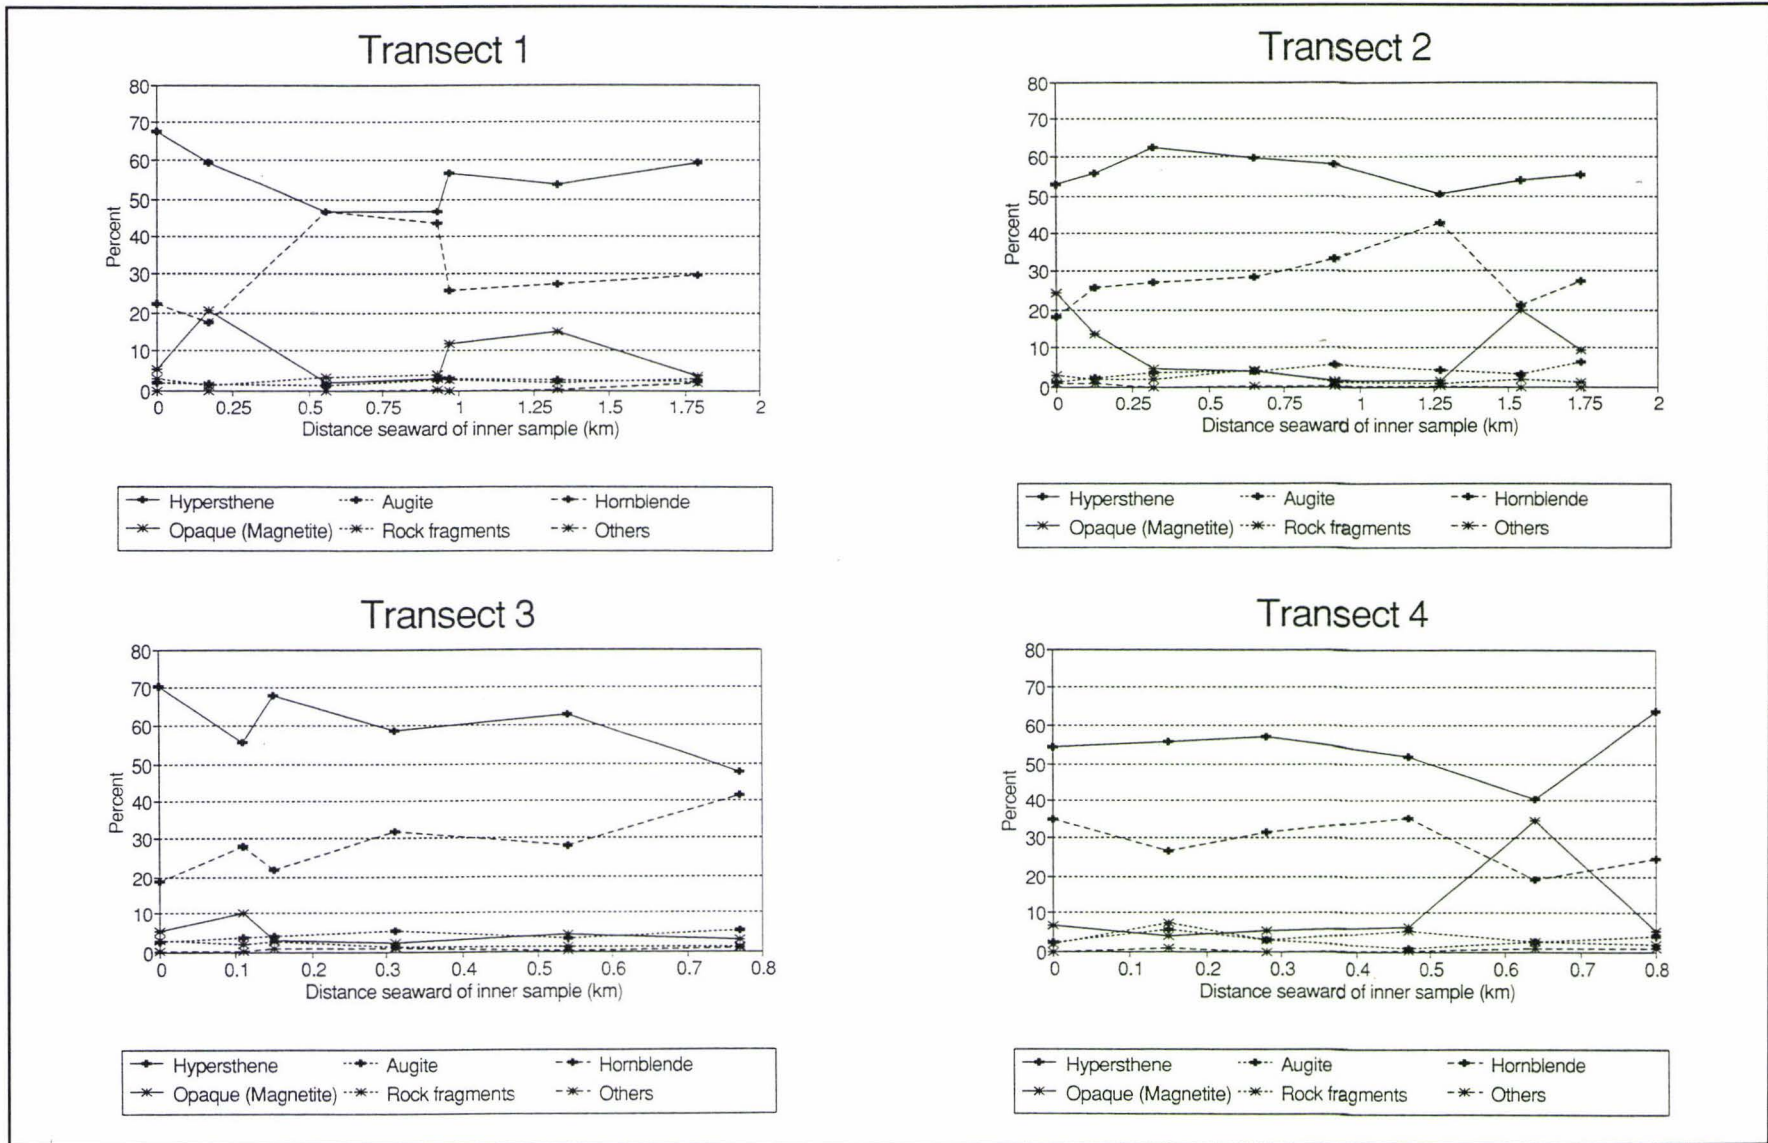 Transect 1
80
70
60
50
40
30
20
10
0
Percent
0 0.25 0.5 0.75 1 1.25 1.5 1.75 2
Distance seaward of inner sample (km)
Hypersthene Augite Hornblende
Opaque (Magnetite) Rock fragments Others
Transect 2
80
70
60
50
40
30
20
10
0
Percent
0 0.25 0.5 0.75 1 1.25 1.5 1.75 2
Distance seaward of inner sample (km)
Hypersthene Augite Hornblende
Opaque (Magnetite) Rock fragments Others
Transect 3
80
70
60
50
40
30
20
10
0
Percent
0 0.1 0.2 0.3 0.4 0.5 0.6 0.7 0.8
Distance seaward of inner sample (km)
Hypersthene Augite Hornblende
Opaque (Magnetite) Rock fragments Others
Transect 4
80
70
60
50
40
30
20
10
0
Percent
0 0.1 0.2 0.3 0.4 0.5 0.6 0.7 0.8
Distance seaward of inner sample (km)
Hypersthene Augite Hornblende
Opaque (Magnetite) Rock fragments Others